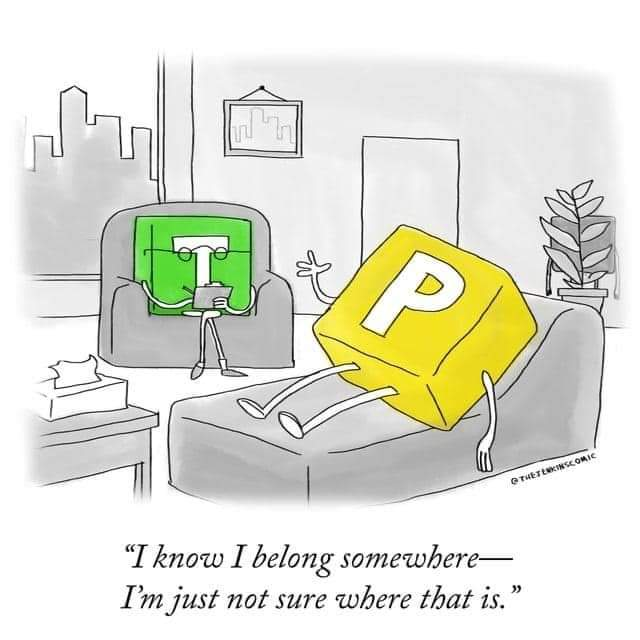 T
P
@THEJENKINSCOMIC
“I know I belong somewhere—
I’m just not sure where that is.”